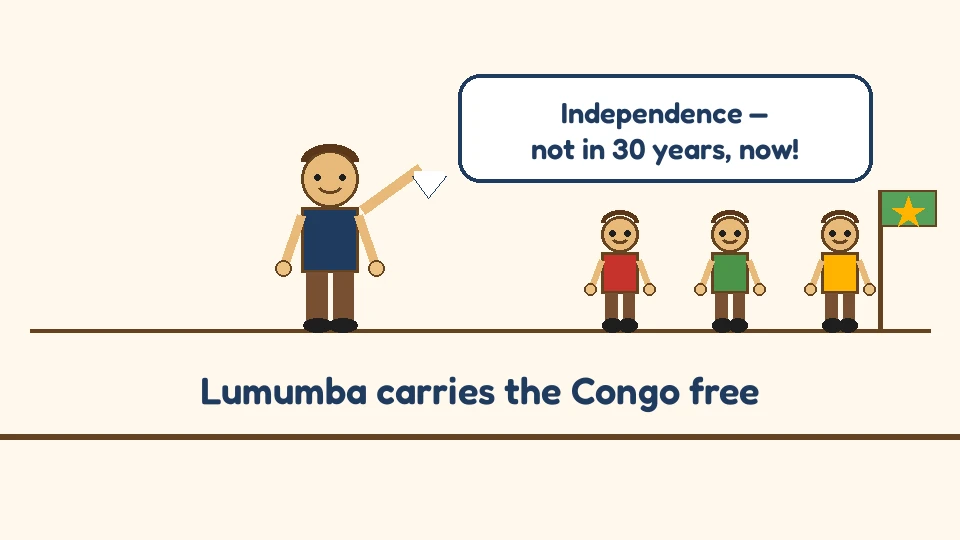 Independence —
not in 30 years, now!
Lumumba carries the Congo free